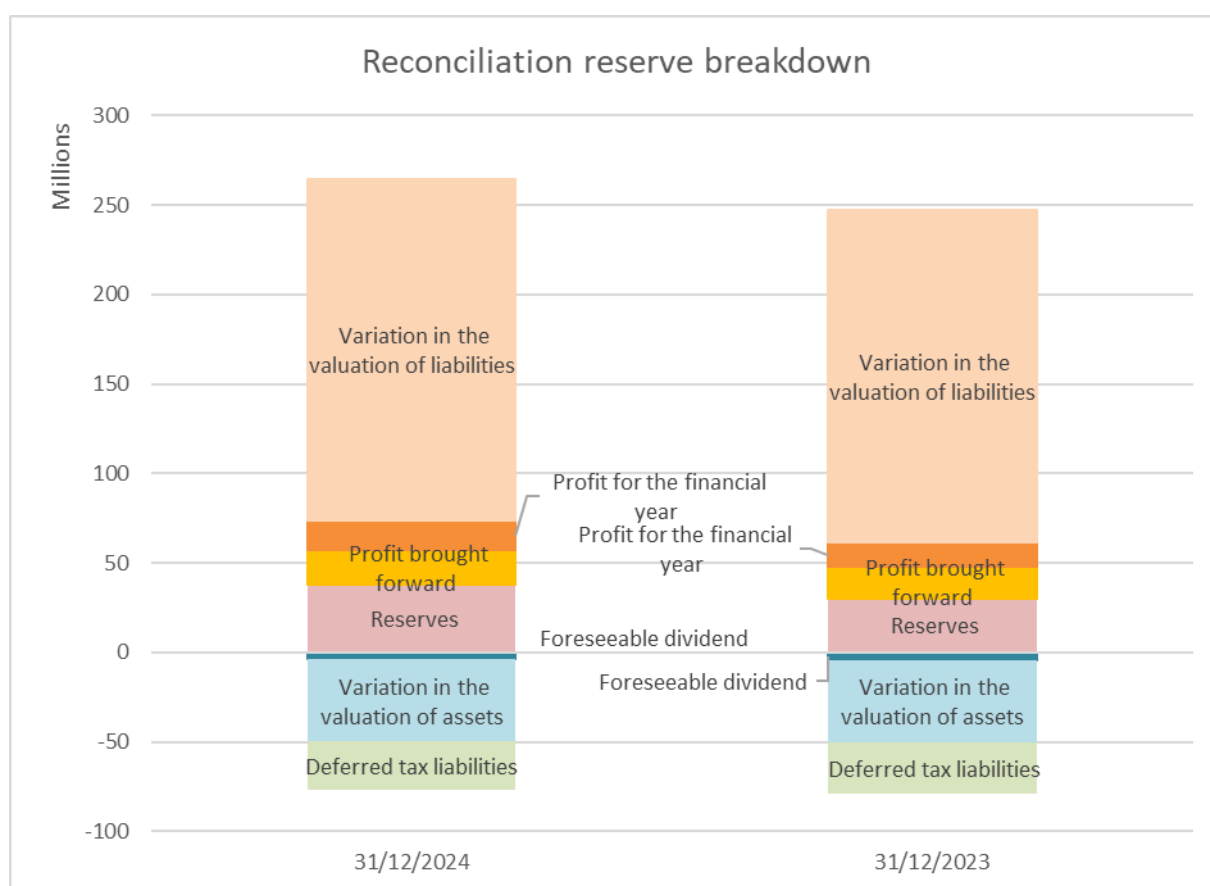 Reconciliation reserve breakdown
Millions
300
250
200
150
100
50
0
-50
-100
Variation in the
valuation of liabilities
Profit for the financial
year
Profit brought
forward
Reserves
Foreseeable dividend
Variation in the
valuation of assets
Deferred tax liabilities
Variation in the
valuation of liabilities
Profit for the financial
year
Profit brought
forward
Reserves
Foreseeable dividend
Variation in the
valuation of assets
Deferred tax liabilities
31/12/2024
31/12/2023